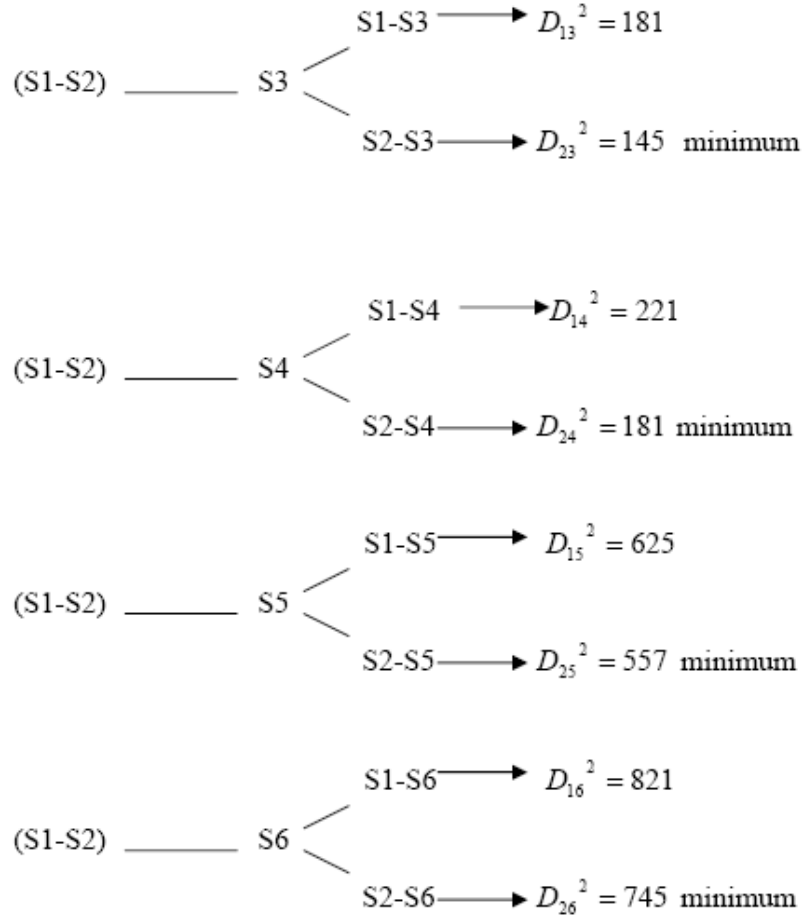 S1-S3 D₁₃² = 181
(S1-S2) S3
S2-S3 D₂₃² = 145 minimum
S1-S4 D₁₄² = 221
(S1-S2) S4
S2-S4 D₂₄² = 181 minimum
S1-S5 D₁₅² = 625
(S1-S2) S5
S2-S5 D₂₅² = 557 minimum
S1-S6 D₁₆² = 821
(S1-S2) S6
S2-S6 D₂₆² = 745 minimum